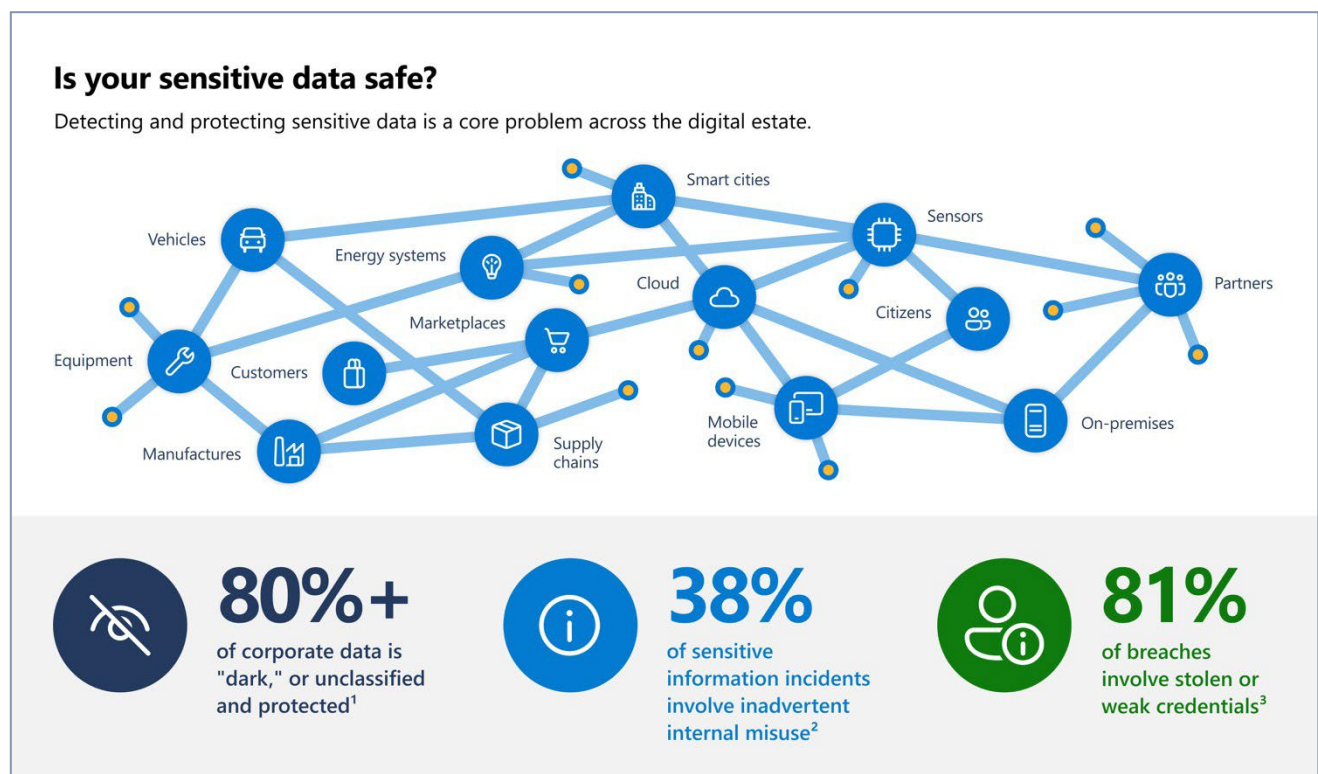 Is your sensitive data safe?
Detecting and protecting sensitive data is a core problem across the digital estate.
Smart cities
Sensors
Vehicles
Energy systems
Cloud
Partners
Marketplaces
Citizens
Equipment
Customers
Mobile
devices
On-premises
Manufactures
Supply
chains
80%+
of corporate data is
"dark," or unclassified
and protected¹
38%
of sensitive
information incidents
involve inadvertent
internal misuse²
81%
of breaches
involve stolen or
weak credentials³